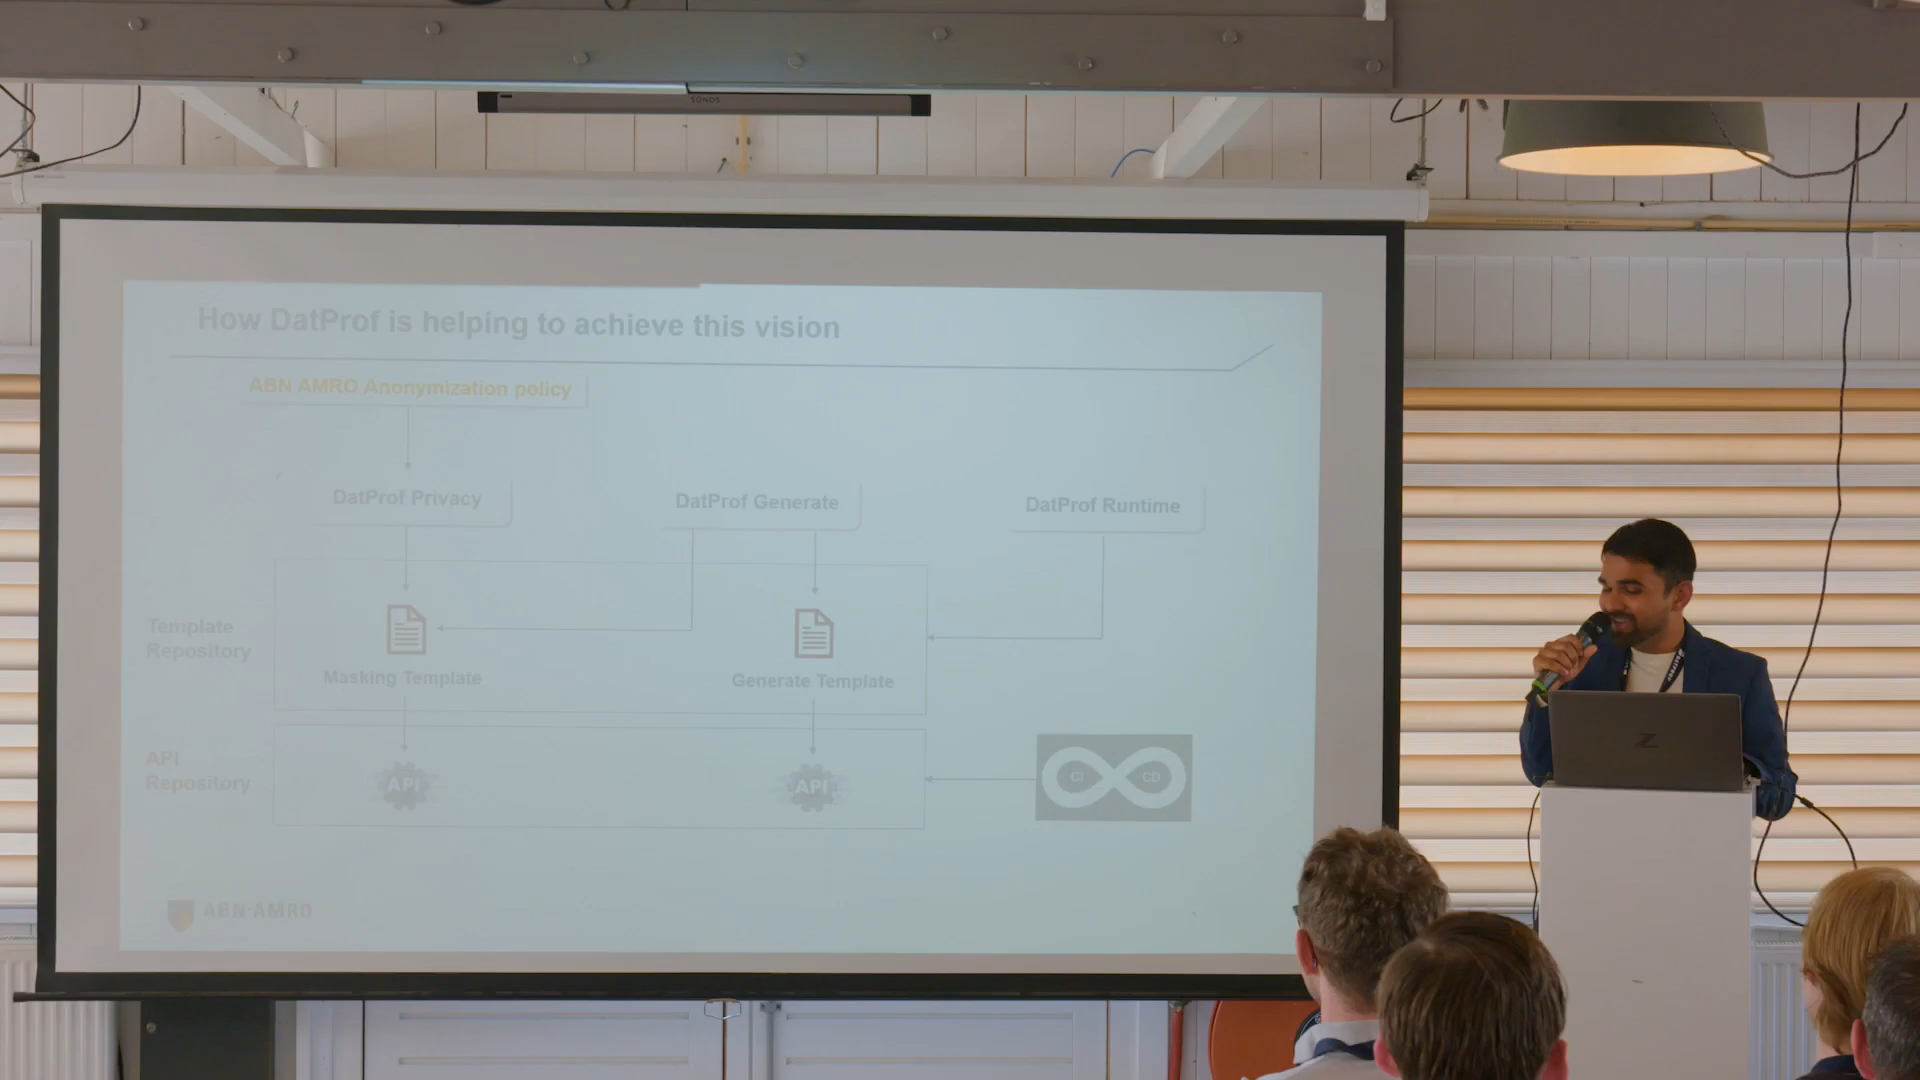 SONOS
How DatProf is helping to achieve this vision
ABN AMRO Anonymization policy
DatProf Privacy
DatProf Generate
DatProf Runtime
Template
Repository
Masking Template
Generate Template
API
Repository
API
API
CI
CD
ABN·AMRO